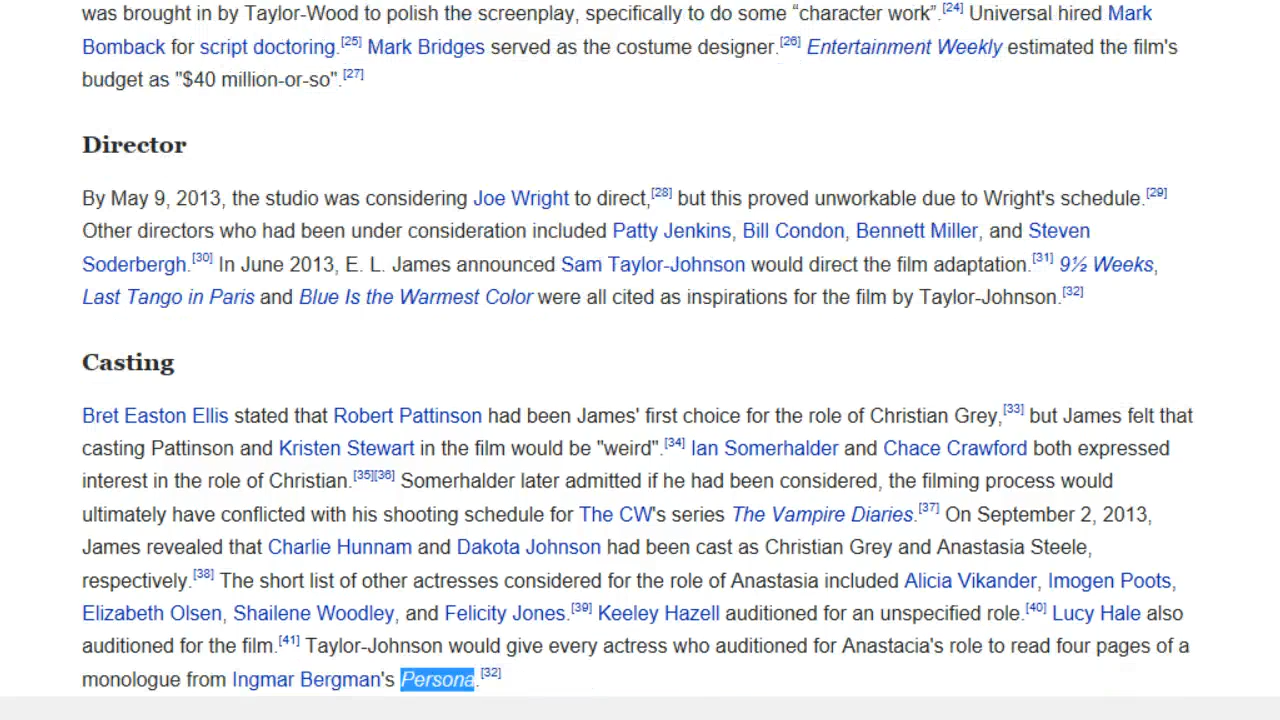 was brought in by Taylor-Wood to polish the screenplay, specifically to do some “character work”.[24] Universal hired Mark
Bomback for script doctoring.[25] Mark Bridges served as the costume designer.[26] Entertainment Weekly estimated the film's
budget as "$40 million-or-so".[27]
Director
By May 9, 2013, the studio was considering Joe Wright to direct,[28] but this proved unworkable due to Wright's schedule.[29]
Other directors who had been under consideration included Patty Jenkins, Bill Condon, Bennett Miller, and Steven
Soderbergh.[30] In June 2013, E. L. James announced Sam Taylor-Johnson would direct the film adaptation.[31] 9½ Weeks,
Last Tango in Paris and Blue Is the Warmest Color were all cited as inspirations for the film by Taylor-Johnson.[32]
Casting
Bret Easton Ellis stated that Robert Pattinson had been James' first choice for the role of Christian Grey,[33] but James felt that
casting Pattinson and Kristen Stewart in the film would be "weird".[34] Ian Somerhalder and Chace Crawford both expressed
interest in the role of Christian.[35][36] Somerhalder later admitted if he had been considered, the filming process would
ultimately have conflicted with his shooting schedule for The CW's series The Vampire Diaries.[37] On September 2, 2013,
James revealed that Charlie Hunnam and Dakota Johnson had been cast as Christian Grey and Anastasia Steele,
respectively.[38] The short list of other actresses considered for the role of Anastasia included Alicia Vikander, Imogen Poots,
Elizabeth Olsen, Shailene Woodley, and Felicity Jones.[39] Keeley Hazell auditioned for an unspecified role.[40] Lucy Hale also
auditioned for the film.[41] Taylor-Johnson would give every actress who auditioned for Anastacia's role to read four pages of a
monologue from Ingmar Bergman's Persona.[32]